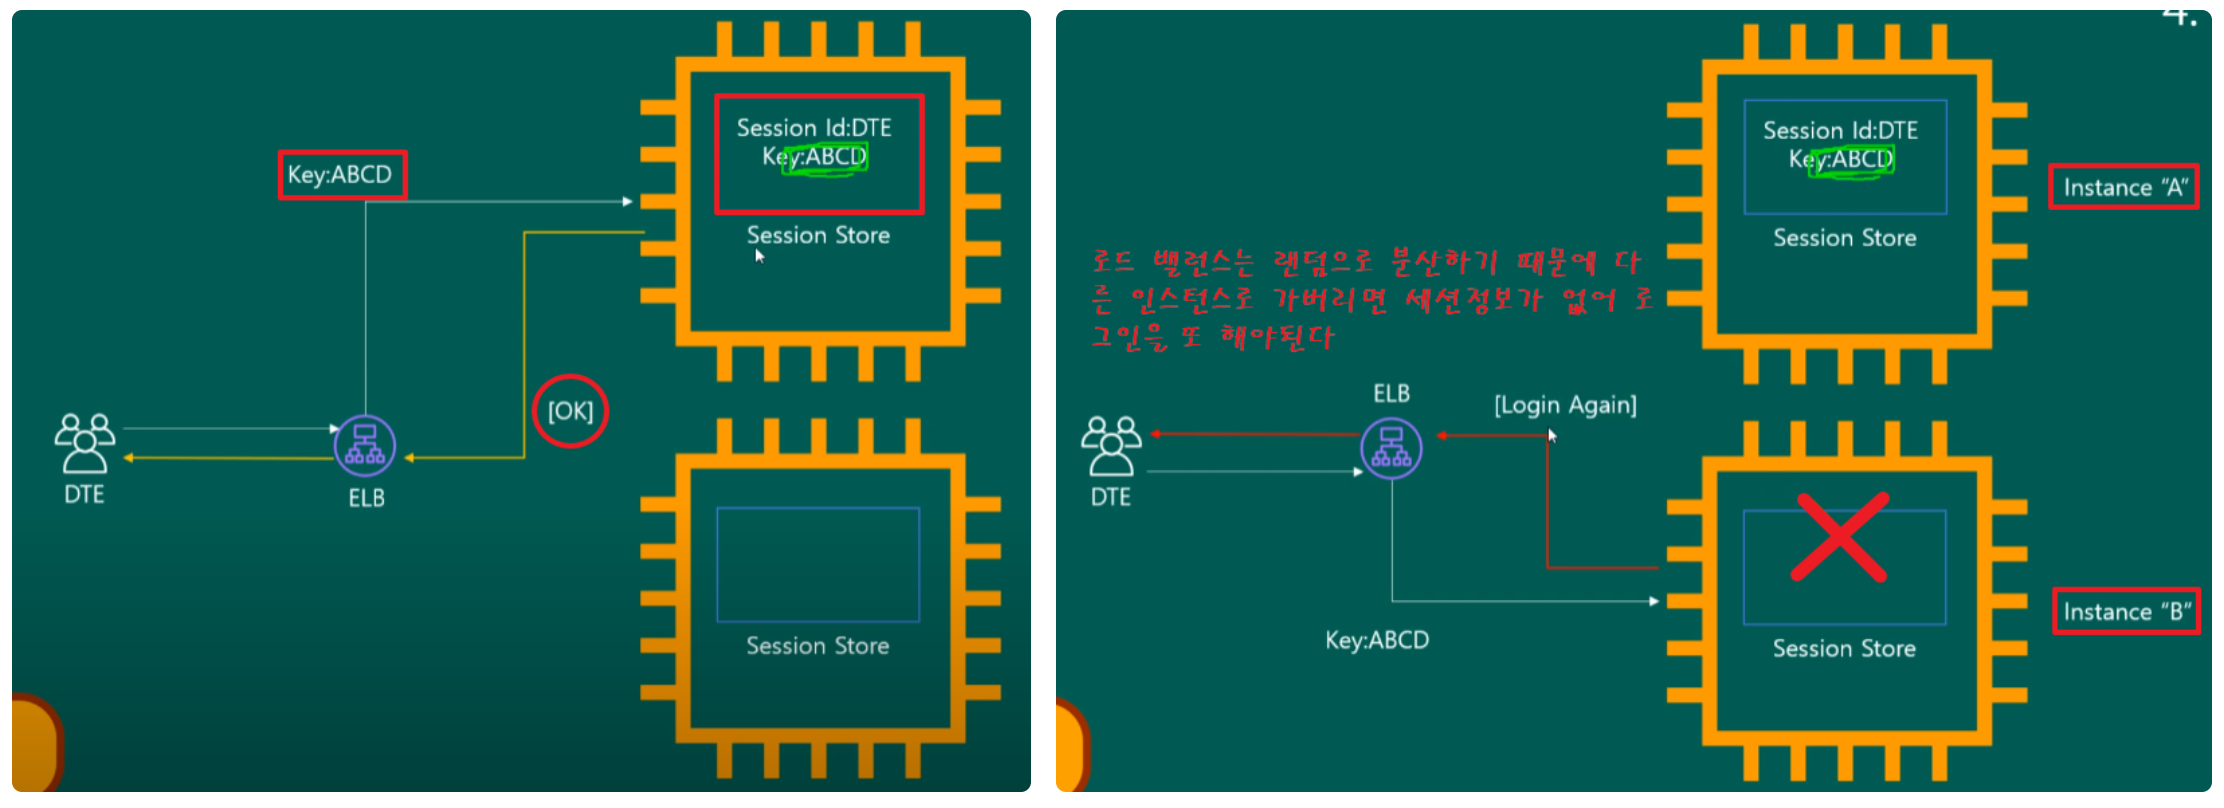 Session Id:DTE
Key:ABCD
Session Store
Key:ABCD
[OK]
DTE
ELB
Session Store
4.
Session Id:DTE
Key:ABCD
Session Store
Instance “A”
로드 밸런스는 랜덤으로 분산하기 때문에 다
른 인스턴스로 가버리면 세션정보가 없어 로
그인을 또 해야된다
ELB
[Login Again]
DTE
Key:ABCD
Session Store
Instance “B”